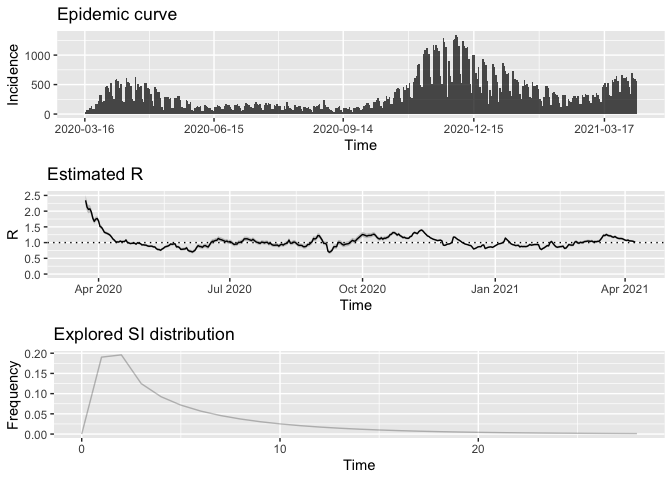 Epidemic curve
Incidence
1000
500
0
2020-03-16 2020-06-15 2020-09-14 2020-12-15 2021-03-17
Time
Estimated R
R
2.5
2.0
1.5
1.0
0.5
0.0
Apr 2020 Jul 2020 Oct 2020 Jan 2021 Apr 2021
Time
Explored SI distribution
Frequency
0.20
0.15
0.10
0.05
0.00
0 10 20
Time